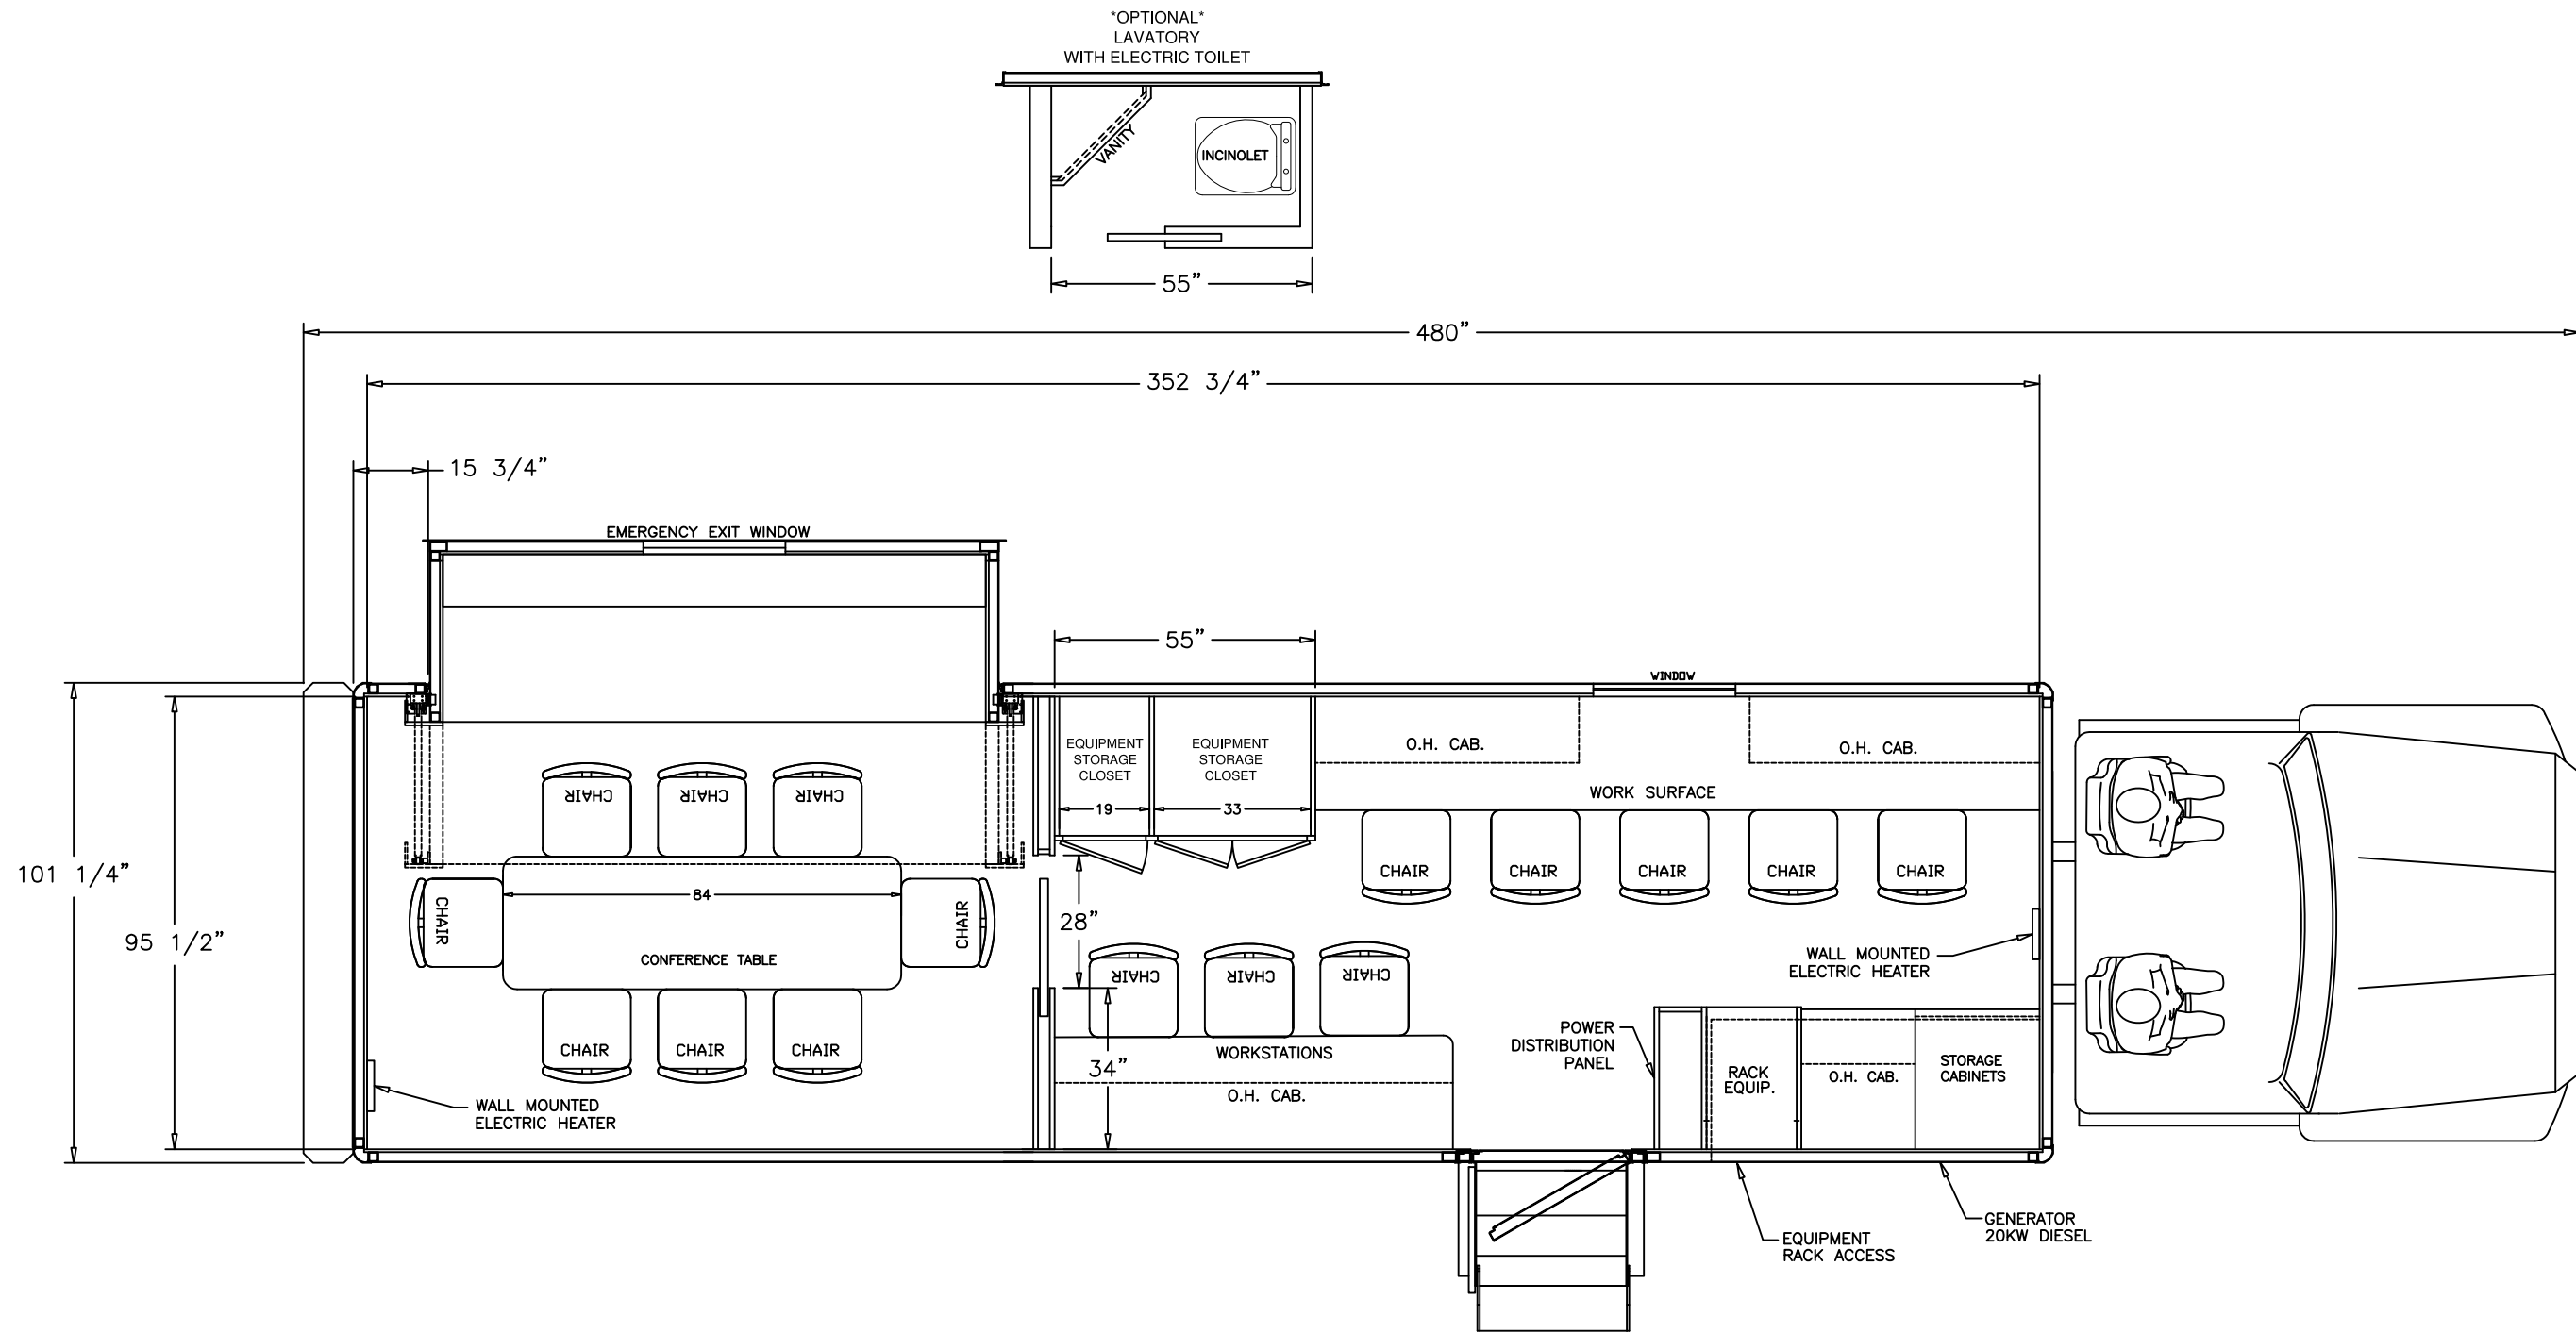 *OPTIONAL*
LAVATORY
WITH ELECTRIC TOILET
VANITY
INCINOLET
55”
480”
352 3/4”
15 3/4”
EMERGENCY EXIT WINDOW
55”
WINDOW
EQUIPMENT
STORAGE
CLOSET
EQUIPMENT
STORAGE
CLOSET
O.H. CAB.
O.H. CAB.
WORK SURFACE
19
33
CHAIR
CHAIR
CHAIR
CHAIR
CHAIR
CHAIR
CHAIR
CHAIR
101 1/4”
95 1/2”
84
CHAIR
CHAIR
CONFERENCE TABLE
28”
WALL MOUNTED
ELECTRIC HEATER
CHAIR
CHAIR
CHAIR
CHAIR
CHAIR
CHAIR
WORKSTATIONS
34”
O.H. CAB.
POWER
DISTRIBUTION
PANEL
RACK
EQUIP.
O.H. CAB.
STORAGE
CABINETS
WALL MOUNTED
ELECTRIC HEATER
GENERATOR
20KW DIESEL
EQUIPMENT
RACK ACCESS